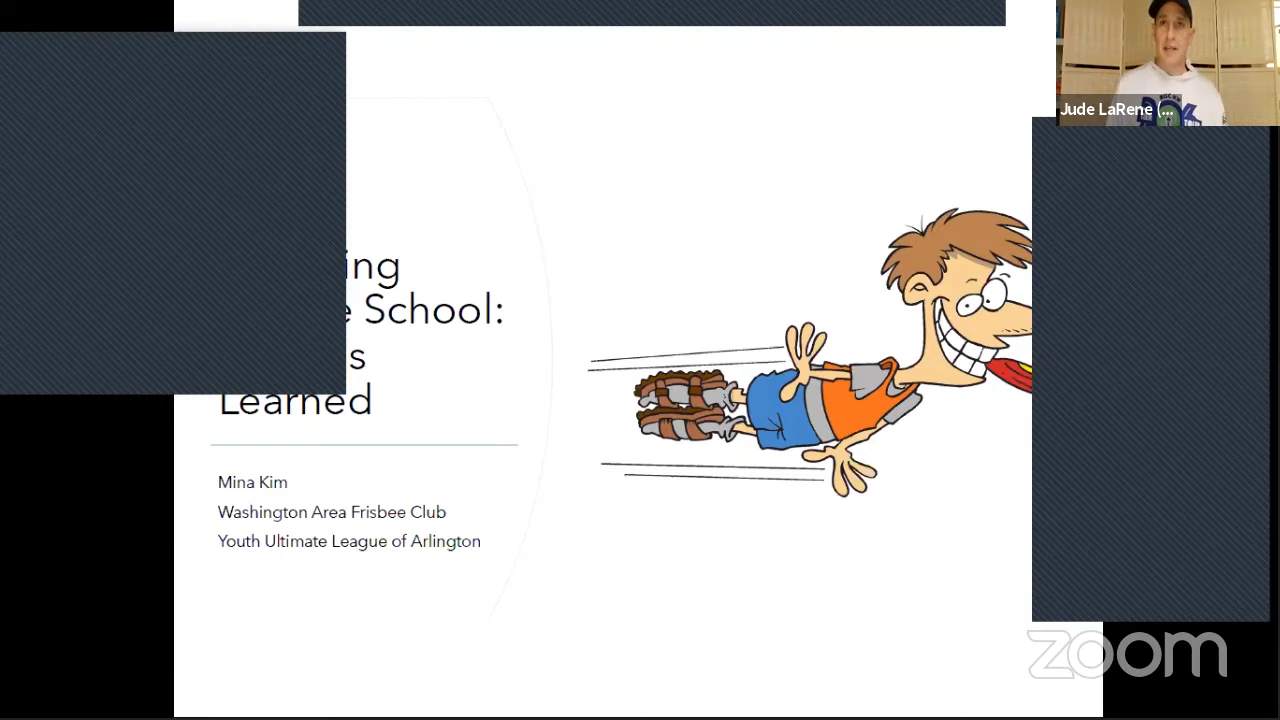 Jude LaRene (...
ing
School:
s
Learned
Mina Kim
Washington Area Frisbee Club
Youth Ultimate League of Arlington
zoom